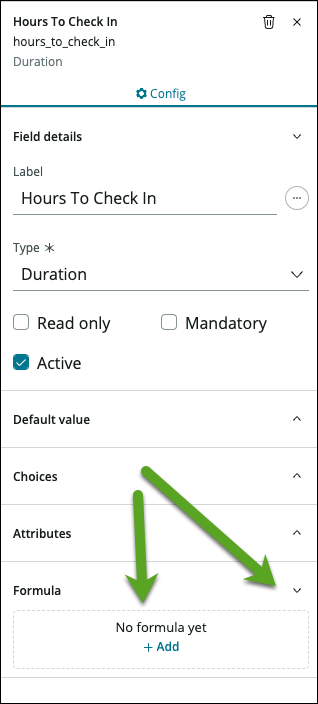 Hours To Check In
hours_to_check_in
Duration
Config
Field details
Label
Hours To Check In
Type *
Duration
Read only
Mandatory
Active
Default value
Choices
Attributes
Formula
No formula yet
+ Add